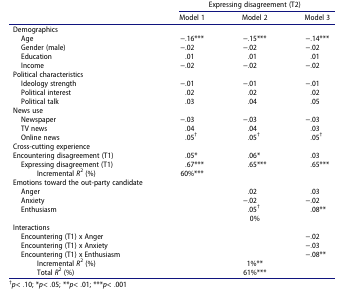 Expressing disagreement (T2)
Model 1 Model 2 Model 3
Demographics
Age −.16*** −.15*** −.14***
Gender (male) −.02 −.02 −.02
Education .01 .01 .01
Income −.02 −.02 −.02
Political characteristics
Ideology strength −.01 −.01 −.01
Political interest .02 .02 .02
Political talk .03 .04 .05
News use
Newspaper −.03 −.03 −.03
TV news .04 .04 .03
Online news .05† .05† .05†
Cross-cutting experience
Encountering disagreement (T1) .05* .06* .03
Expressing disagreement (T1) .67*** .65*** .65***
Incremental R² (%) 60%***
Emotions toward the out-party candidate
Anger .02 .03
Anxiety −.02 −.02
Enthusiasm .05† .08**
0%
Interactions
Encountering (T1) x Anger −.02
Encountering (T1) x Anxiety −.03
Encountering (T1) x Enthusiasm −.08**
Incremental R² (%) 1%**
Total R² (%) 61%***
†p< .10; *p< .05; **p< .01; ***p< .001